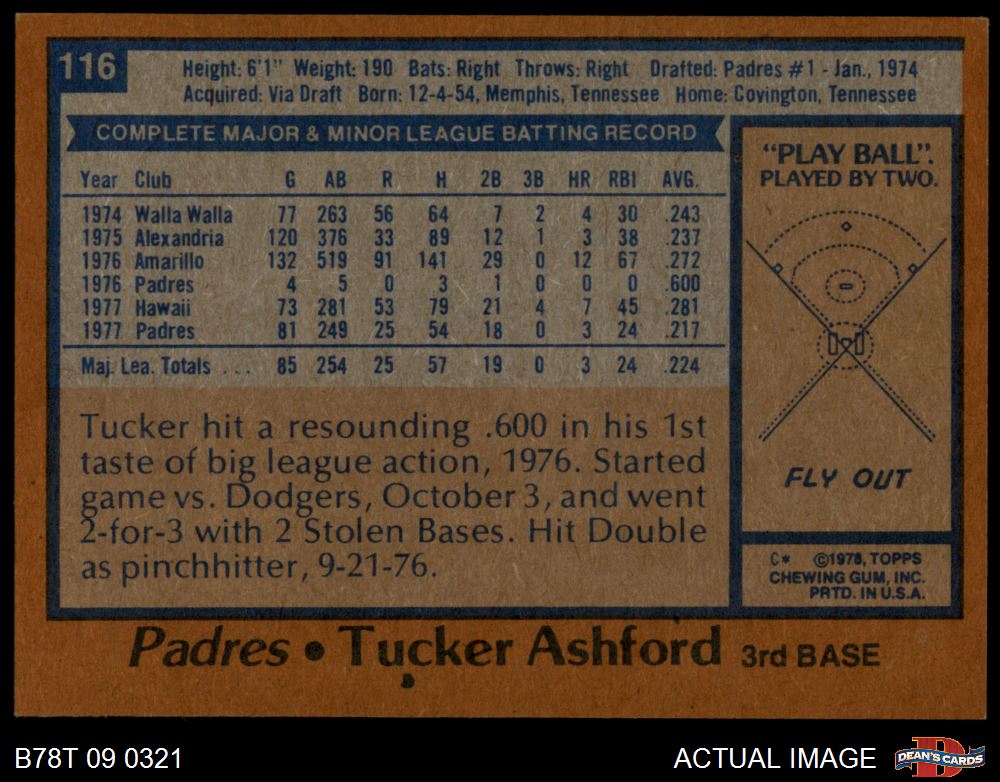 116
Height: 6'1" Weight: 190 Bats: Right Throws: Right Drafted: Padres #1 - Jan., 1974
Acquired: Via Draft Born: 12-4-54, Memphis, Tennessee Home: Covington, Tennessee
COMPLETE MAJOR & MINOR LEAGUE BATTING RECORD
Year Club G AB R H 2B 3B HR RBI AVG.
1974 Walla Walla 77 263 56 64 7 2 4 30 .243
1975 Alexandria 120 376 33 89 12 1 3 38 .237
1976 Amarillo 132 519 91 141 29 0 12 67 .272
1976 Padres 4 5 0 3 1 0 0 0 .600
1977 Hawaii 73 281 53 79 21 4 7 45 .281
1977 Padres 81 249 25 54 18 0 3 24 .217
Maj. Lea. Totals . . . 85 254 25 57 19 0 3 24 .224
Tucker hit a resounding .600 in his 1st
taste of big league action, 1976. Started
game vs. Dodgers, October 3, and went
2-for-3 with 2 Stolen Bases. Hit Double
as pinchhitter, 9-21-76.
"PLAY BALL".
PLAYED BY TWO.
FLY OUT
C* ©1978, TOPPS
CHEWING GUM, INC.
PRTD. IN U.S.A.
Padres • Tucker Ashford 3rd BASE
B78T 09 0321
ACTUAL IMAGE
D
DEAN'S CARDS